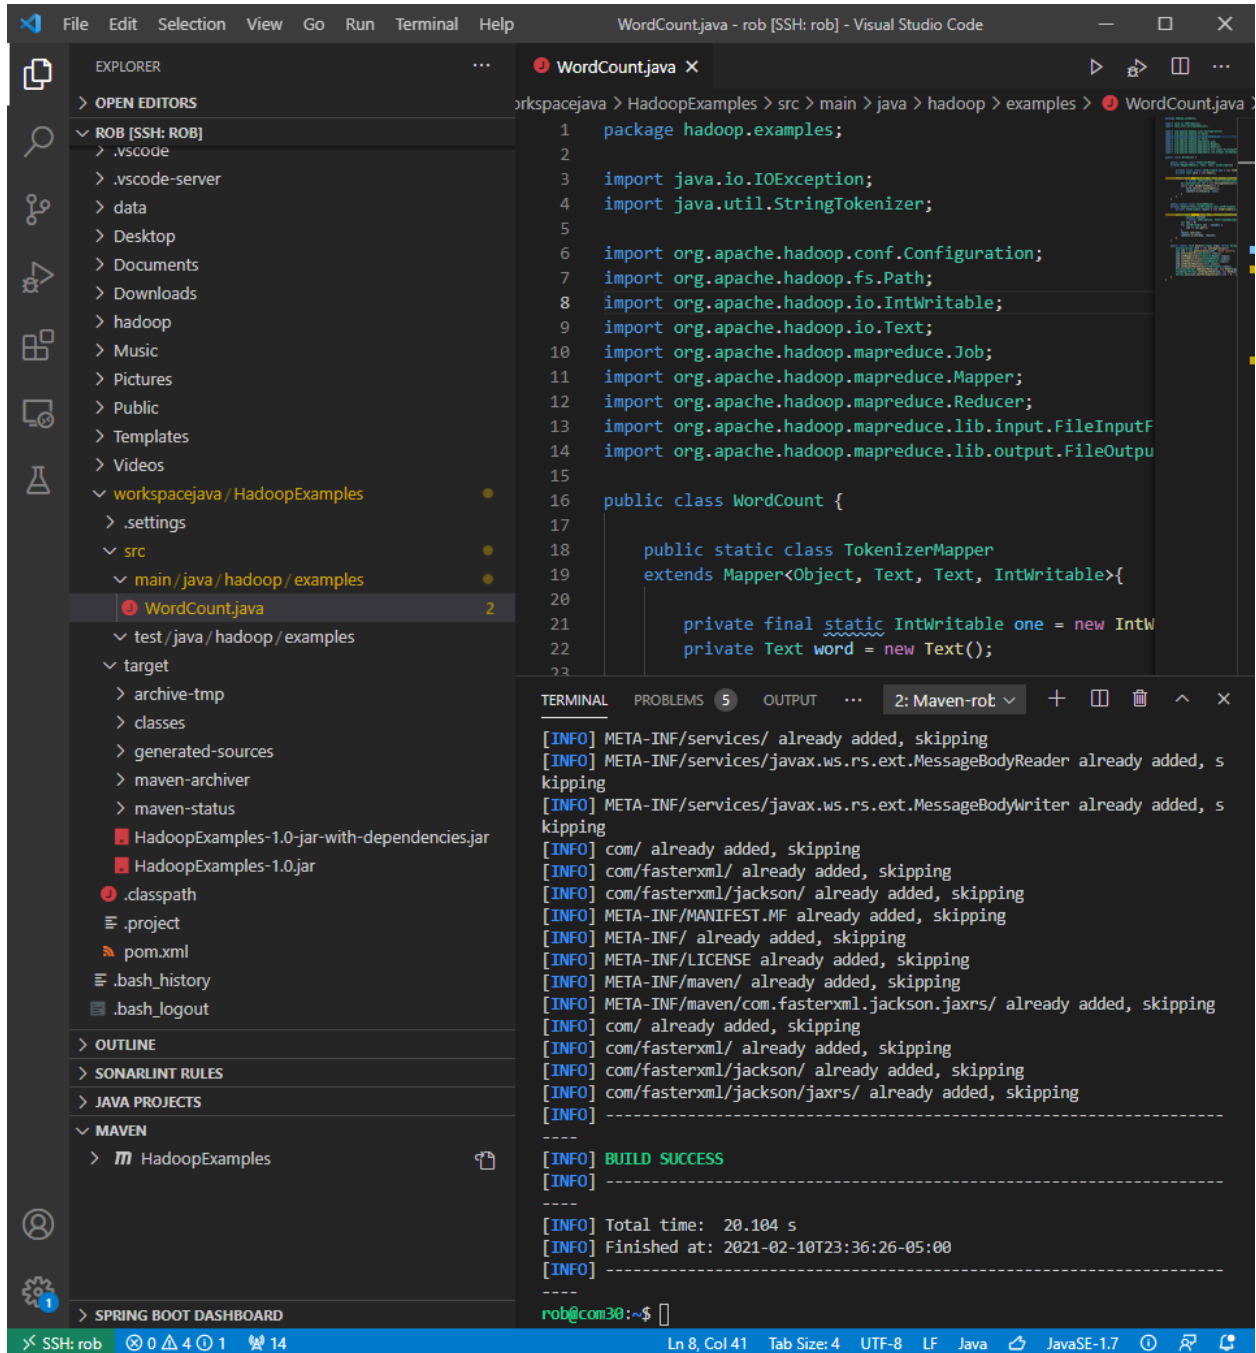 File Edit Selection View Go Run Terminal Help WordCount.java - rob [SSH: rob] - Visual Studio Code
EXPLORER
OPEN EDITORS
ROB [SSH: ROB]
.vscode
.vscode-server
data
Desktop
Documents
Downloads
hadoop
Music
Pictures
Public
Templates
Videos
workspacejava / HadoopExamples
.settings
src
main / java / hadoop / examples
WordCount.java 2
test / java / hadoop / examples
target
archive-tmp
classes
generated-sources
maven-archiver
maven-status
HadoopExamples-1.0-jar-with-dependencies.jar
HadoopExamples-1.0.jar
.classpath
.project
pom.xml
.bash_history
.bash_logout
OUTLINE
SONARLINT RULES
JAVA PROJECTS
MAVEN
m HadoopExamples
1
SPRING BOOT DASHBOARD
WordCount.java
orkspacejava > HadoopExamples > src > main > java > hadoop > examples > WordCount.java >
1 package hadoop.examples;
2
3 import java.io.IOException;
4 import java.util.StringTokenizer;
5
6 import org.apache.hadoop.conf.Configuration;
7 import org.apache.hadoop.fs.Path;
8 import org.apache.hadoop.io.IntWritable;
9 import org.apache.hadoop.io.Text;
10 import org.apache.hadoop.mapreduce.Job;
11 import org.apache.hadoop.mapreduce.Mapper;
12 import org.apache.hadoop.mapreduce.Reducer;
13 import org.apache.hadoop.mapreduce.lib.input.FileInputF
14 import org.apache.hadoop.mapreduce.lib.output.FileOutpu
15
16 public class WordCount {
17
18 public static class TokenizerMapper
19 extends Mapper<Object, Text, Text, IntWritable>{
20
21 private final static IntWritable one = new IntW
22 private Text word = new Text();
23
TERMINAL PROBLEMS 5 OUTPUT ... 2: Maven-rob
[INFO] META-INF/services/ already added, skipping
[INFO] META-INF/services/javax.ws.rs.ext.MessageBodyReader already added, s
kipping
[INFO] META-INF/services/javax.ws.rs.ext.MessageBodyWriter already added, s
kipping
[INFO] com/ already added, skipping
[INFO] com/fasterxml/ already added, skipping
[INFO] com/fasterxml/jackson/ already added, skipping
[INFO] META-INF/MANIFEST.MF already added, skipping
[INFO] META-INF/ already added, skipping
[INFO] META-INF/LICENSE already added, skipping
[INFO] META-INF/maven/ already added, skipping
[INFO] META-INF/maven/com.fasterxml.jackson.jaxrs/ already added, skipping
[INFO] com/ already added, skipping
[INFO] com/fasterxml/ already added, skipping
[INFO] com/fasterxml/jackson/ already added, skipping
[INFO] com/fasterxml/jackson/jaxrs/ already added, skipping
[INFO] --------------------------------------------------------------------
----
[INFO] BUILD SUCCESS
[INFO] --------------------------------------------------------------------
----
[INFO] Total time:  20.104 s
[INFO] Finished at: 2021-02-10T23:36:26-05:00
[INFO] --------------------------------------------------------------------
----
rob@com30:~$
SSH: rob 0 4 1 14 Ln 8, Col 41 Tab Size: 4 UTF-8 LF Java JavaSE-1.7